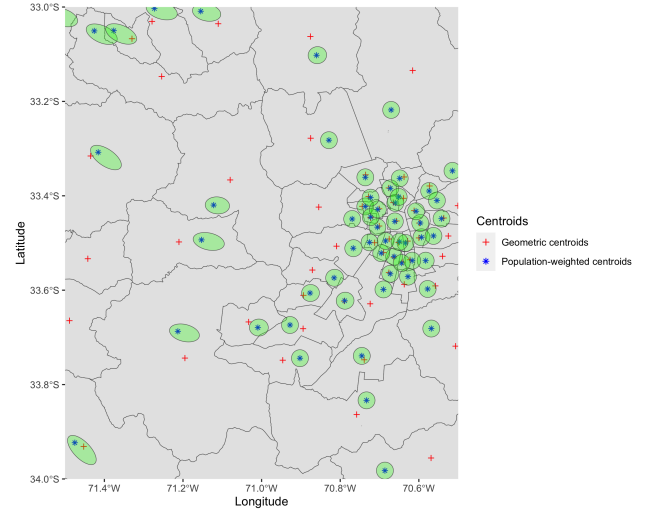 33.0°S
33.2°S
33.4°S
33.6°S
33.8°S
34.0°S
Latitude
71.4°W 71.2°W 71.0°W 70.8°W 70.6°W
Longitude
Centroids
Geometric centroids
Population-weighted centroids